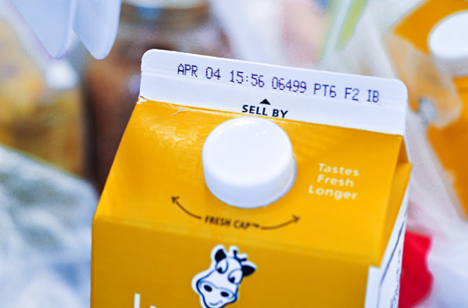 APR 04 15:56 06499 PT6 F2 IB
SELL BY
Tastes
Fresh
Longer
FRESH CAP™